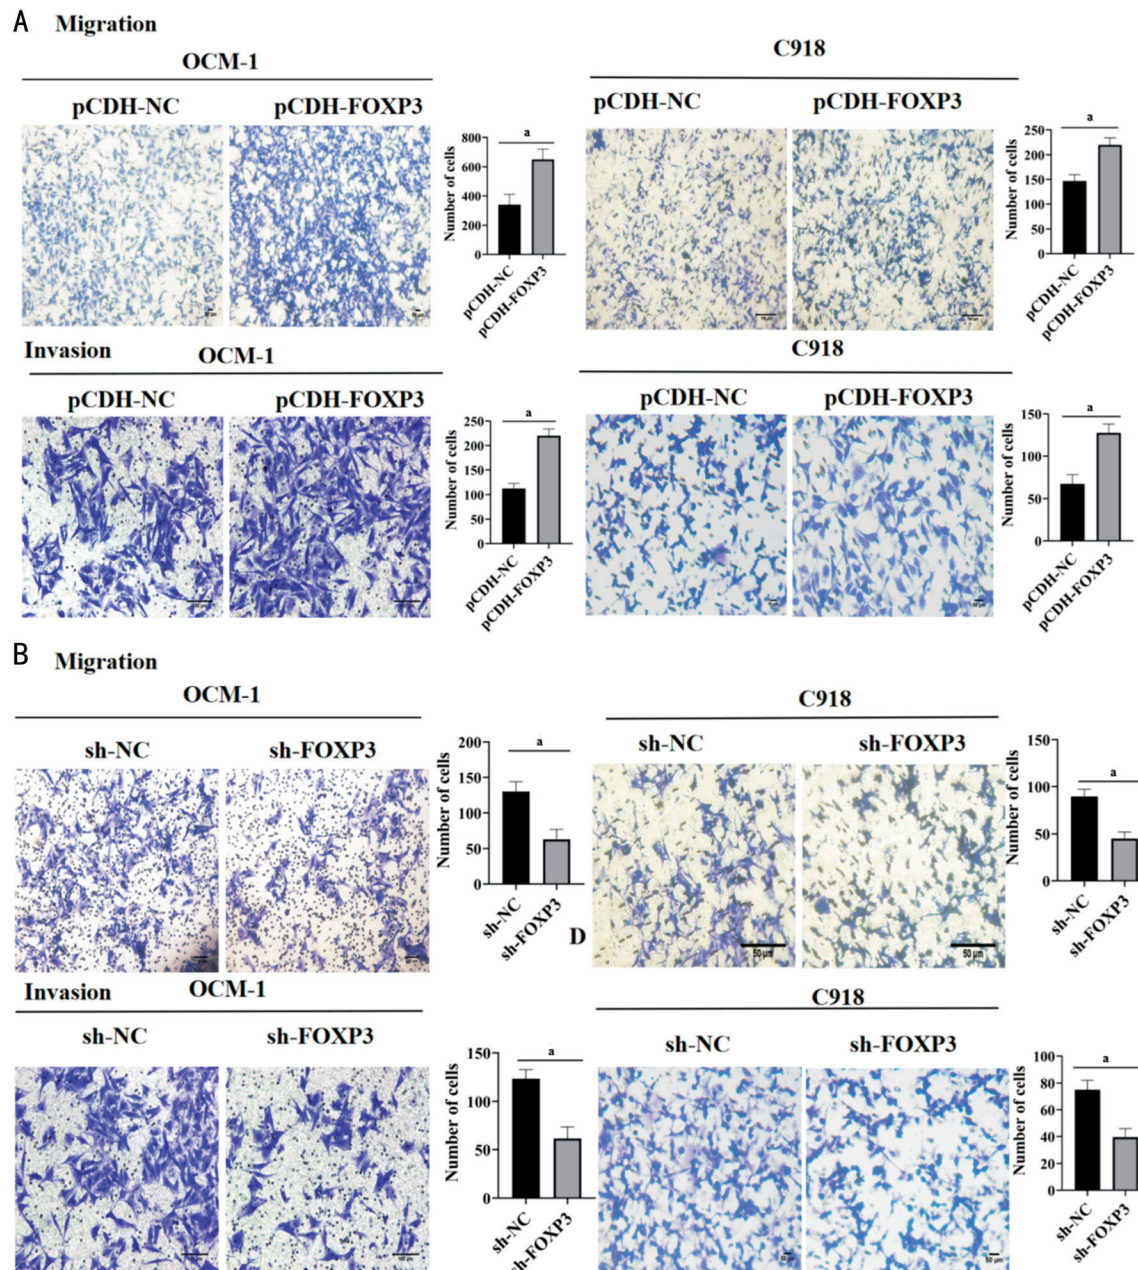 A Migration
OCM-1
C918
pCDH-NC pCDH-FOXP3
pCDH-NC pCDH-FOXP3
Number of cells
800
600
400
200
0
a
pCDH-NC
pCDH-FOXP3
Number of cells
250
200
150
100
50
0
a
pCDH-NC
pCDH-FOXP3
Invasion OCM-1
C918
pCDH-NC pCDH-FOXP3
pCDH-NC pCDH-FOXP3
Number of cells
250
200
150
100
50
0
a
pCDH-NC
pCDH-FOXP3
Number of cells
150
100
50
0
a
pCDH-NC
pCDH-FOXP3
B Migration
OCM-1
C918
sh-NC sh-FOXP3
sh-NC sh-FOXP3
Number of cells
200
150
100
50
0
a
sh-NC
sh-FOXP3
D
50 μm
50 μm
Number of cells
150
100
50
0
a
sh-NC
sh-FOXP3
Invasion OCM-1
C918
sh-NC sh-FOXP3
sh-NC sh-FOXP3
Number of cells
150
100
50
0
a
sh-NC
sh-FOXP3
Number of cells
100
80
60
40
20
0
a
sh-NC
sh-FOXP3